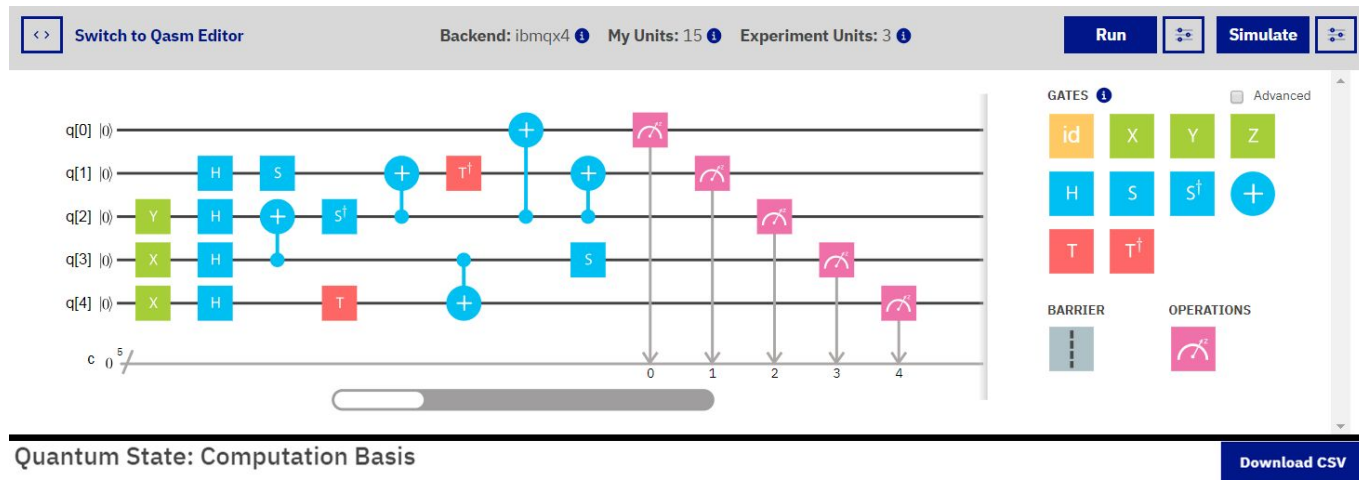 <> Switch to Qasm Editor Backend: ibmqx4 i My Units: 15 i Experiment Units: 3 i Run Simulate
GATES i Advanced
q[0] |0⟩ + z
id X Y Z
q[1] |0⟩ H S + T† + z
H S S† +
q[2] |0⟩ Y H + S† z
q[3] |0⟩ X H S z
T T†
q[4] |0⟩ X H T + z
BARRIER OPERATIONS
z
c 0 5
0 1 2 3 4
Quantum State: Computation Basis Download CSV